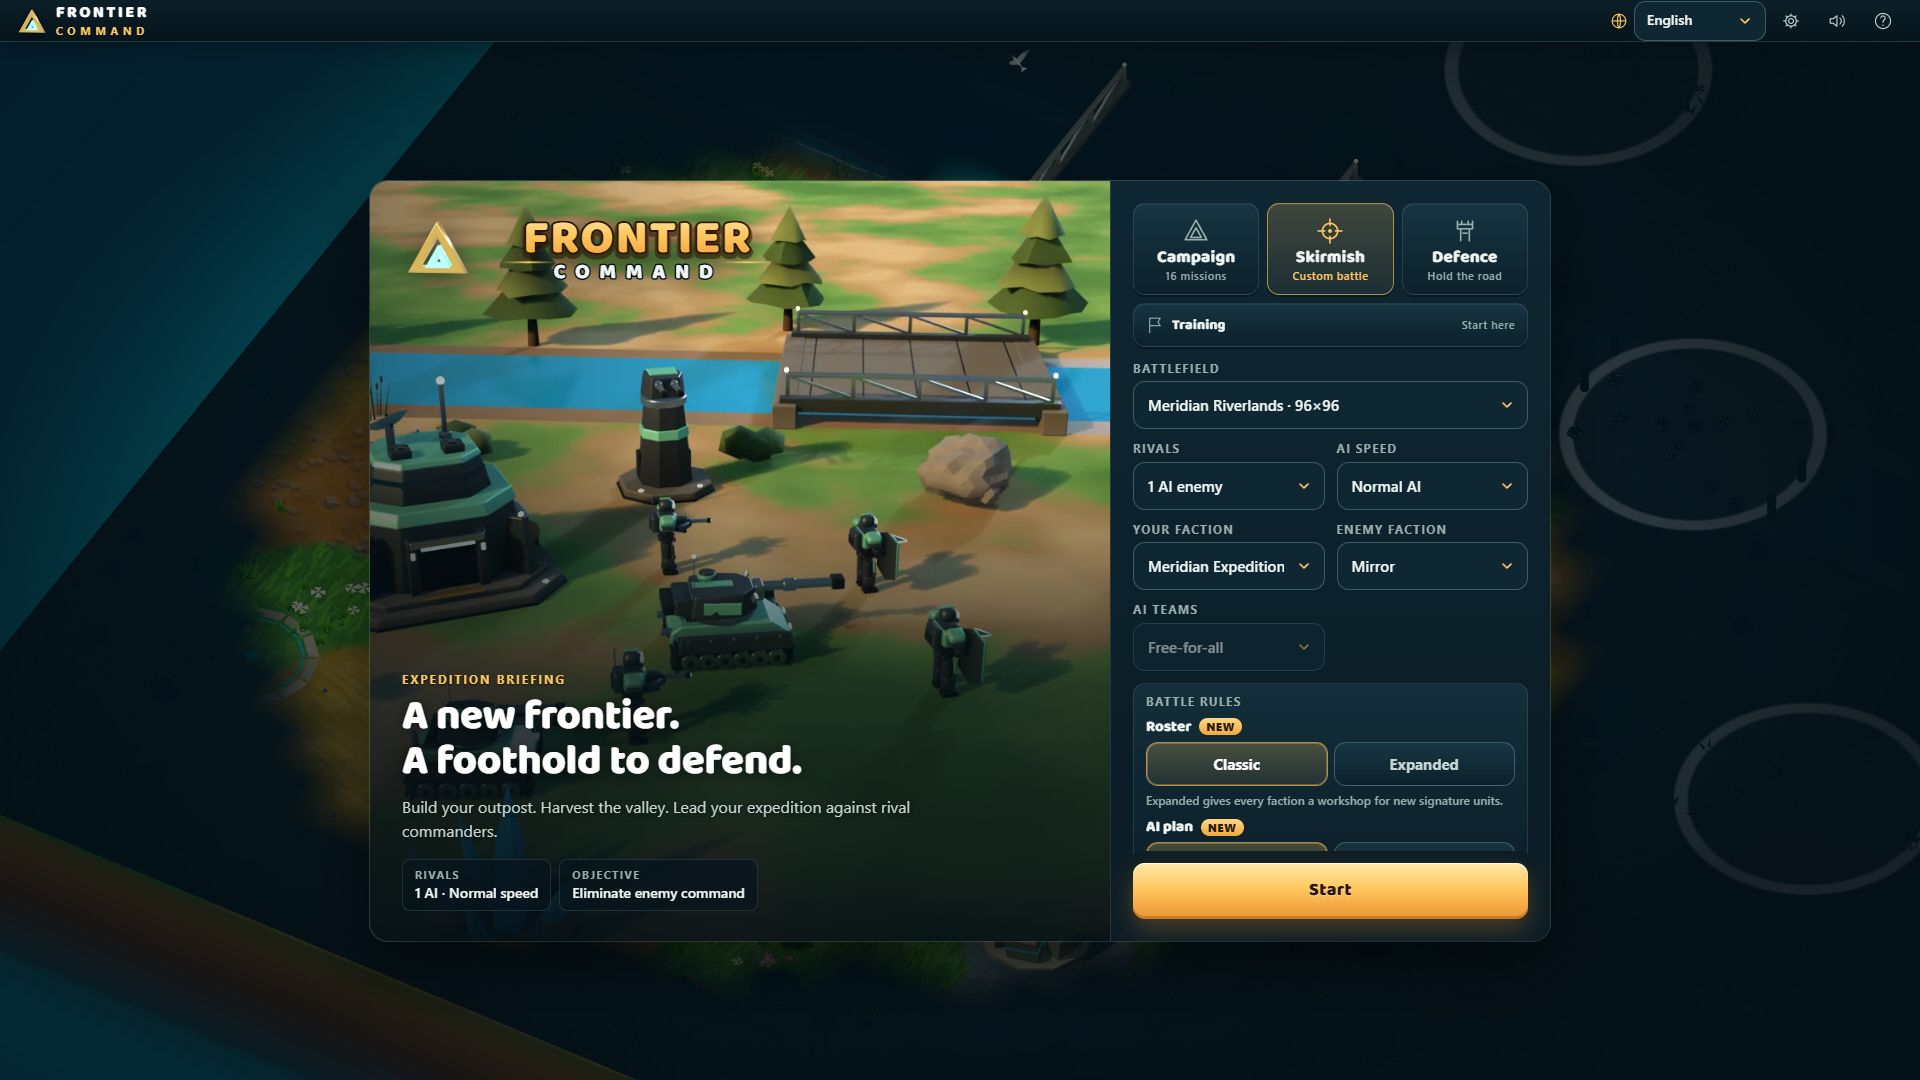 FRONTIER
COMMAND
English
FRONTIER
COMMAND
EXPEDITION BRIEFING
A new frontier.
A foothold to defend.
Build your outpost. Harvest the valley. Lead your expedition against rival
commanders.
RIVALS
1 AI · Normal speed
OBJECTIVE
Eliminate enemy command
Campaign
16 missions
Skirmish
Custom battle
Defence
Hold the road
Training
Start here
BATTLEFIELD
Meridian Riverlands · 96×96
RIVALS
AI SPEED
1 AI enemy
Normal AI
YOUR FACTION
ENEMY FACTION
Meridian Expedition
Mirror
AI TEAMS
Free-for-all
BATTLE RULES
Roster NEW
Classic
Expanded
Expanded gives every faction a workshop for new signature units.
AI plan NEW
Start